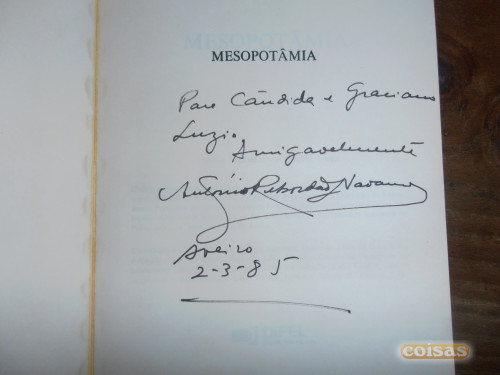 MESOPOTÂMIA
Para Cândida e Graciano
Luzio.
Amigavelmente
António Rebordão Navarro
Aveiro
2-3-85
coisas